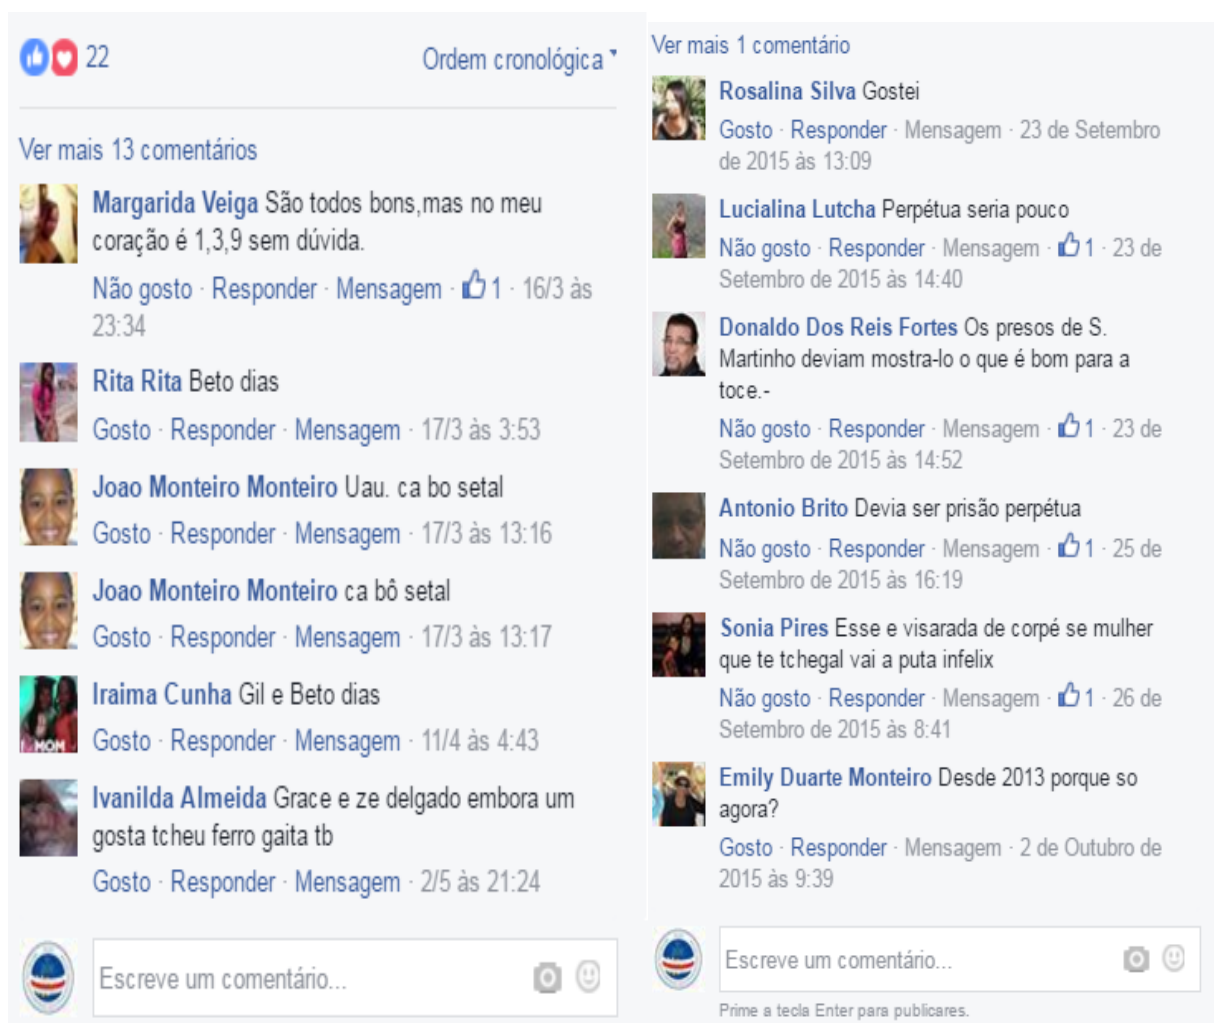 22
Ordem cronológica
Ver mais 13 comentários
Margarida Veiga São todos bons,mas no meu
coração é 1,3,9 sem dúvida.
Não gosto · Responder · Mensagem · 1 · 16/3 às
23:34
Rita Rita Beto dias
Gosto · Responder · Mensagem · 17/3 às 3:53
Joao Monteiro Monteiro Uau. ca bo setal
Gosto · Responder · Mensagem · 17/3 às 13:16
Joao Monteiro Monteiro ca bô setal
Gosto · Responder · Mensagem · 17/3 às 13:17
Iraima Cunha Gil e Beto dias
Gosto · Responder · Mensagem · 11/4 às 4:43
MOM
Ivanilda Almeida Grace e ze delgado embora um
gosta tcheu ferro gaita tb
Gosto · Responder · Mensagem · 2/5 às 21:24
Escreve um comentário...
Ver mais 1 comentário
Rosalina Silva Gostei
Gosto · Responder · Mensagem · 23 de Setembro
de 2015 às 13:09
Lucialina Lutcha Perpétua seria pouco
Não gosto · Responder · Mensagem · 1 · 23 de
Setembro de 2015 às 14:40
Donaldo Dos Reis Fortes Os presos de S.
Martinho deviam mostra-lo o que é bom para a
toce.-
Não gosto · Responder · Mensagem · 1 · 23 de
Setembro de 2015 às 14:52
Antonio Brito Devia ser prisão perpétua
Não gosto · Responder · Mensagem · 1 · 25 de
Setembro de 2015 às 16:19
Sonia Pires Esse e visarada de corpé se mulher
que te tchegal vai a puta infelix
Não gosto · Responder · Mensagem · 1 · 26 de
Setembro de 2015 às 8:41
Emily Duarte Monteiro Desde 2013 porque so
agora?
Gosto · Responder · Mensagem · 2 de Outubro de
2015 às 9:39
Escreve um comentário...
Prime a tecla Enter para publicares.